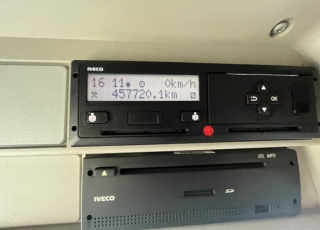 IVECO
16 11 0km/h
457720.1km
OK
MP3
IVECO
SD